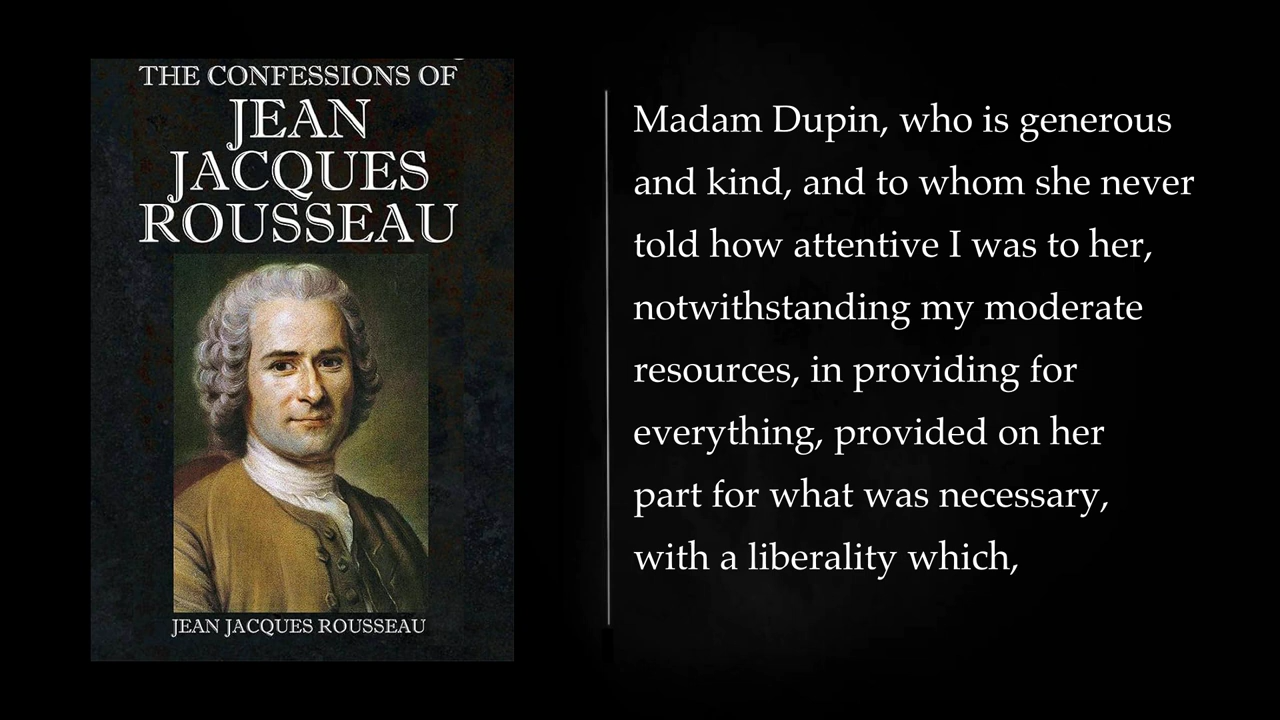 THE CONFESSIONS OF
JEAN
JACQUES
ROUSSEAU
JEAN JACQUES ROUSSEAU
Madam Dupin, who is generous
and kind, and to whom she never
told how attentive I was to her,
notwithstanding my moderate
resources, in providing for
everything, provided on her
part for what was necessary,
with a liberality which,